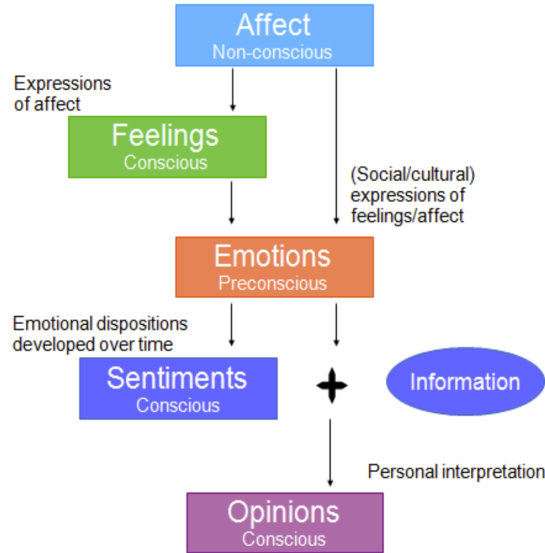 Affect
Non-conscious
Expressions
of affect
Feelings
Conscious
(Social/cultural)
expressions of
feelings/affect
Emotions
Preconscious
Emotional dispositions
developed over time
Sentiments
Conscious
Information
Personal interpretation
Opinions
Conscious